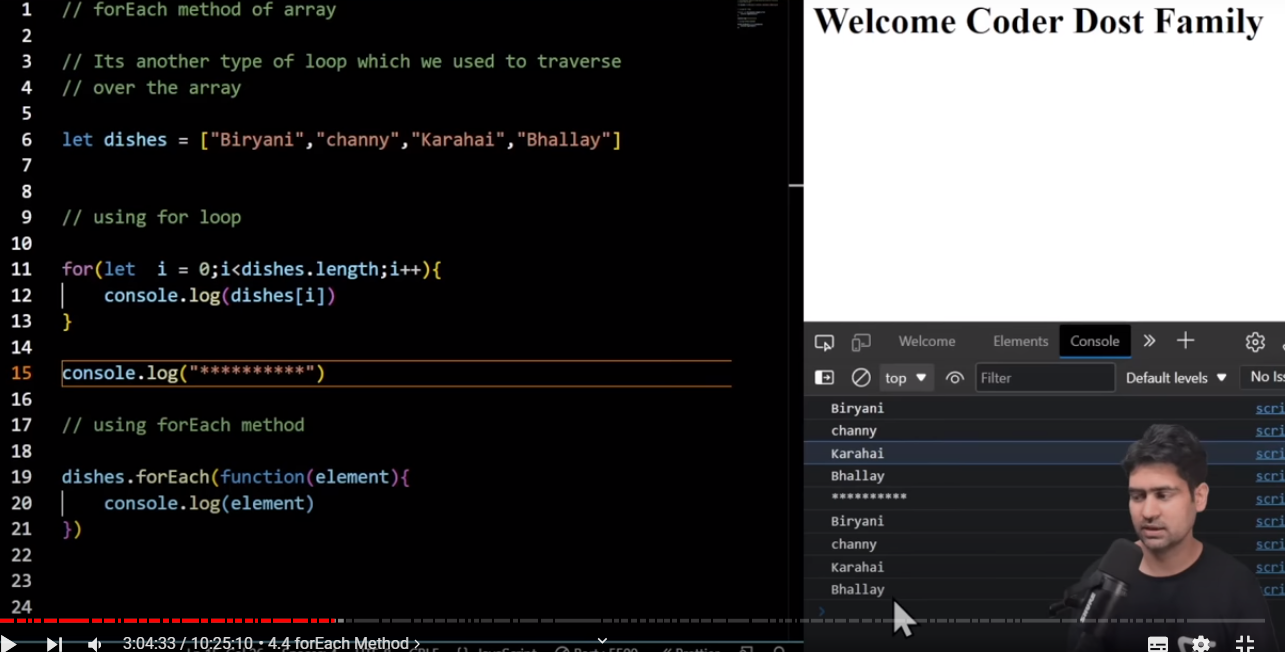 1 // forEach method of array
2
3 // Its another type of loop which we used to traverse
4 // over the array
5
6 let dishes = ["Biryani","channy","Karahai","Bhallay"]
7
8
9 // using for loop
10
11 for(let  i = 0;i<dishes.length;i++){
12     console.log(dishes[i])
13 }
14
15 console.log("**********")
16
17 // using forEach method
18
19 dishes.forEach(function(element){
20     console.log(element)
21 })
22
23
24
Welcome Coder Dost Family
Welcome Elements Console
top Filter Default levels No Iss
Biryani scri
channy scri
Karahai scri
Bhallay scri
********** scri
Biryani scri
channy scri
Karahai scri
Bhallay cri
3:04:33 / 10:25:10 • 4.4 forEach Method